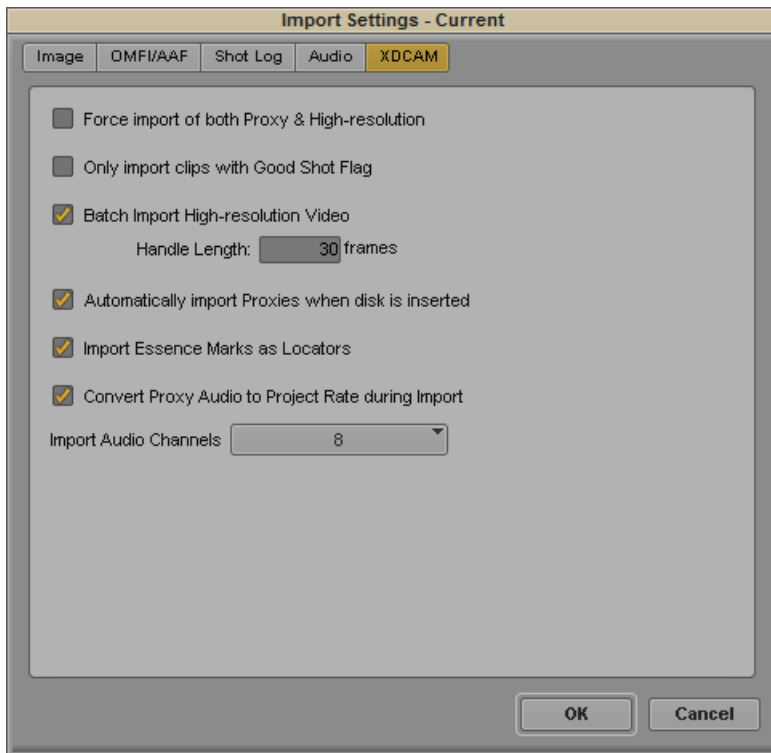 Import Settings - Current
Image OMFI/AAF Shot Log Audio XDCAM
Force import of both Proxy & High-resolution
Only import clips with Good Shot Flag
Batch Import High-resolution Video
Handle Length: 30 frames
Automatically import Proxies when disk is inserted
Import Essence Marks as Locators
Convert Proxy Audio to Project Rate during Import
Import Audio Channels 8
OK Cancel